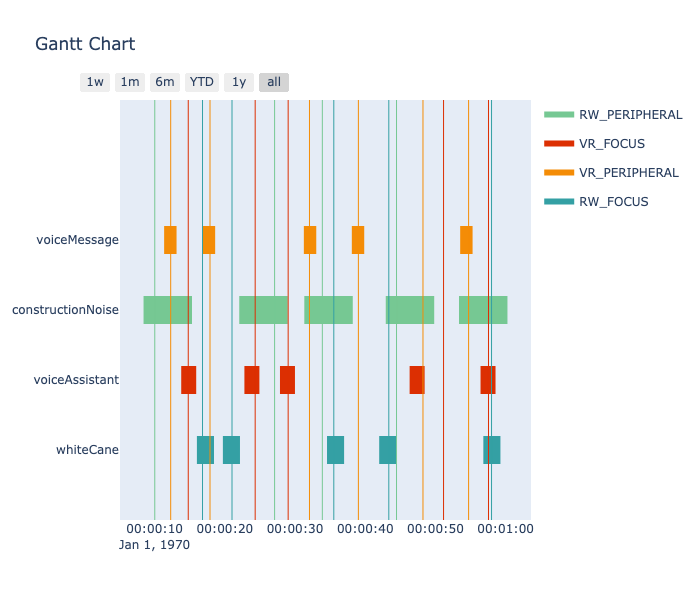 Gantt Chart
1w 1m 6m YTD 1y all
RW_PERIPHERAL
VR_FOCUS
VR_PERIPHERAL
RW_FOCUS
voiceMessage
constructionNoise
voiceAssistant
whiteCane
00:00:10 00:00:20 00:00:30 00:00:40 00:00:50 00:01:00
Jan 1, 1970